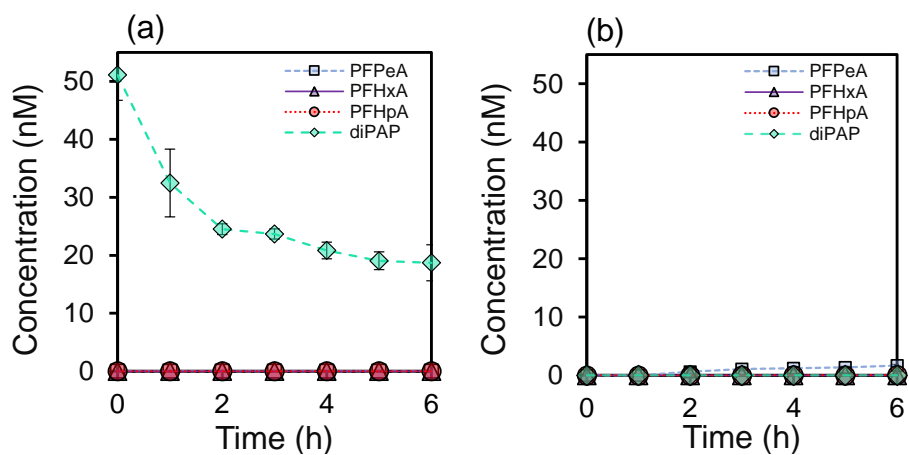 (a)
Concentration (nM)
50
40
30
20
10
0
PFPeA
PFHxA
PFHpA
diPAP
0
2
4
6
Time (h)
(b)
Concentration (nM)
50
40
30
20
10
0
PFPeA
PFHxA
PFHpA
diPAP
0
2
4
6
Time (h)